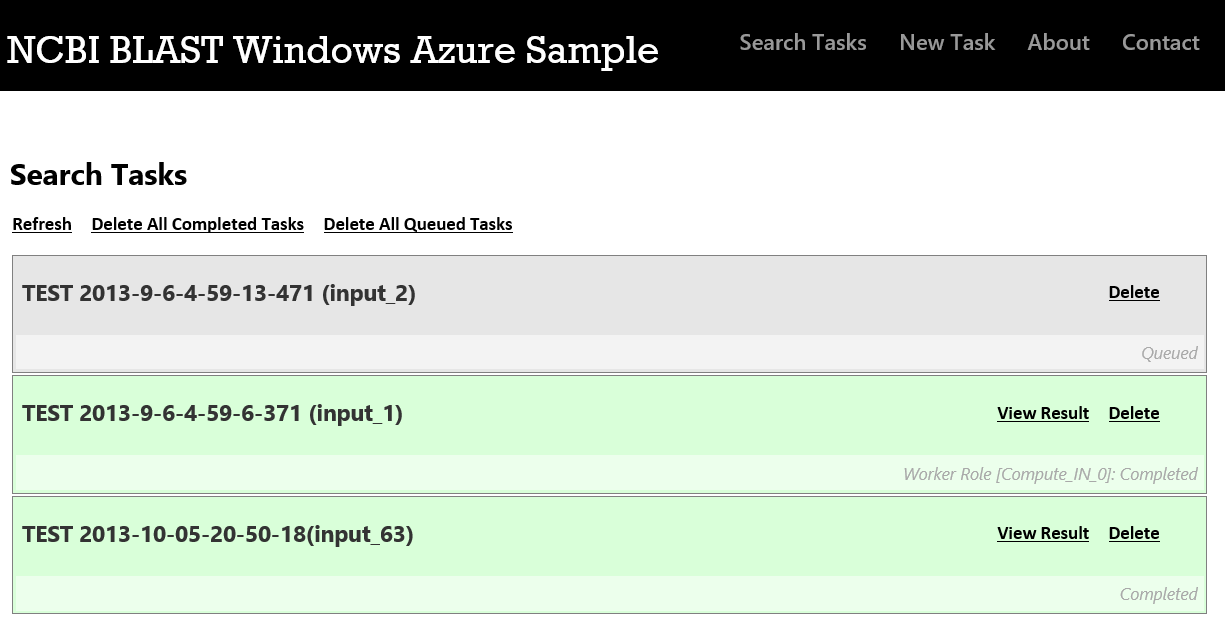 NCBI BLAST Windows Azure Sample
Search Tasks New Task About Contact
Search Tasks
Refresh Delete All Completed Tasks Delete All Queued Tasks
TEST 2013-9-6-4-59-13-471 (input_2) Delete
Queued
TEST 2013-9-6-4-59-6-371 (input_1) View Result Delete
Worker Role [Compute_IN_0]: Completed
TEST 2013-10-05-20-50-18(input_63) View Result Delete
Completed